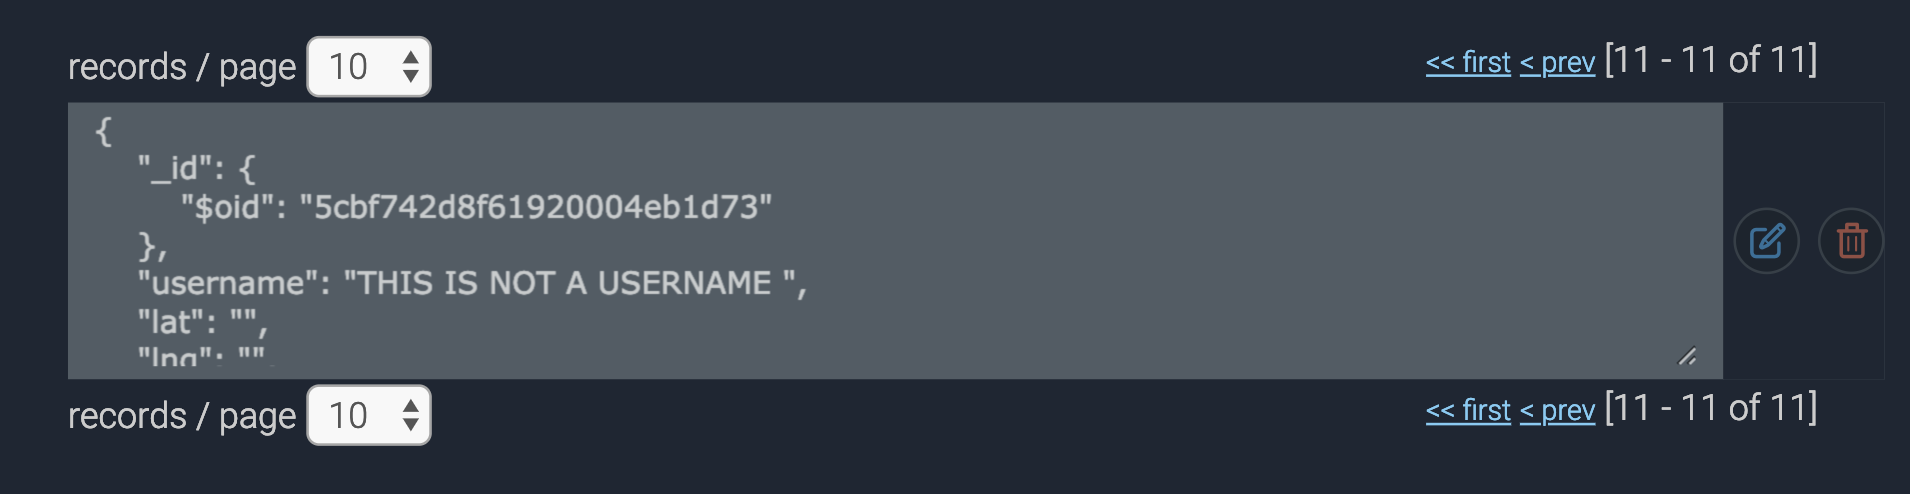 records / page 10 << first < prev [11 - 11 of 11]
{
"_id": {
"$oid": "5cbf742d8f61920004eb1d73"
},
"username": "THIS IS NOT A USERNAME ",
"lat": "",
"lng": "",
records / page 10 << first < prev [11 - 11 of 11]